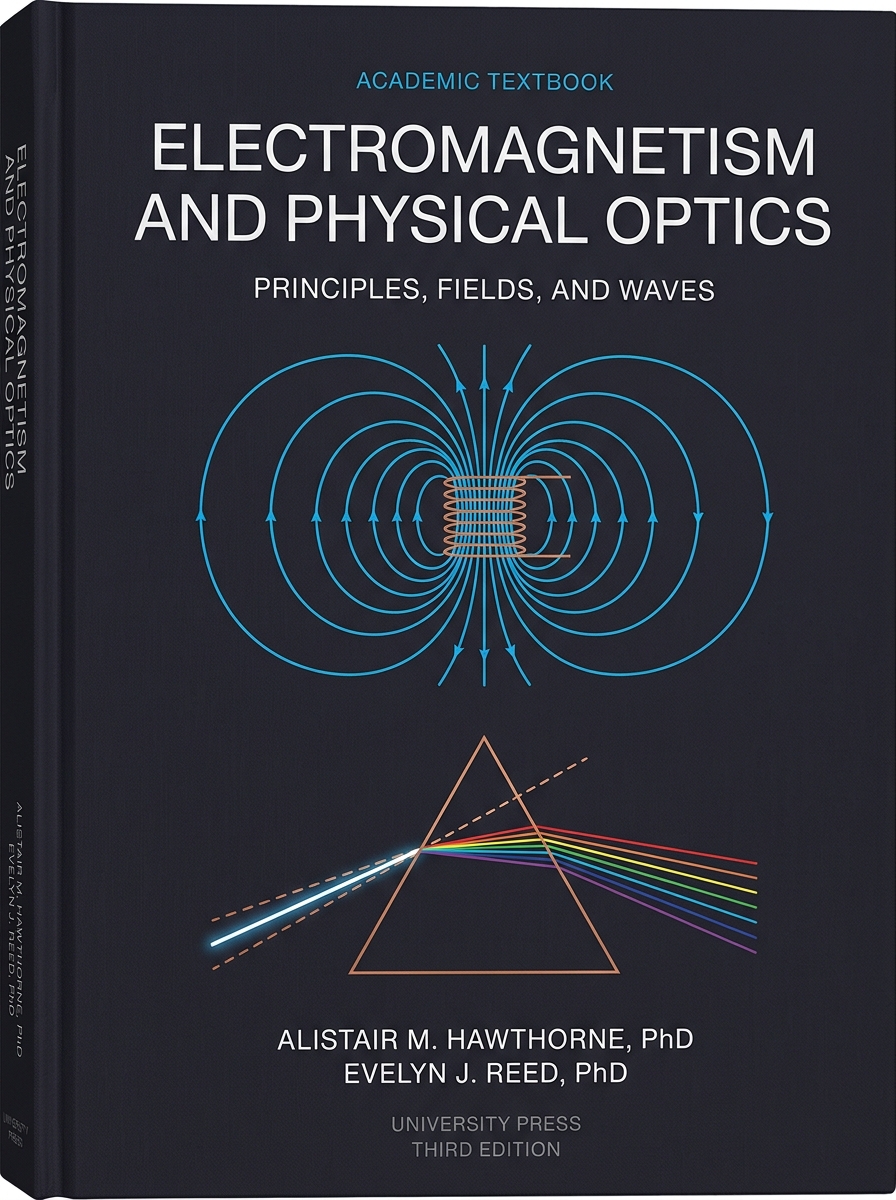 ACADEMIC TEXTBOOK
ELECTROMAGNETISM
AND PHYSICAL OPTICS
PRINCIPLES, FIELDS, AND WAVES
ALISTAIR M. HAWTHORNE, PhD
EVELYN J. REED, PhD
UNIVERSITY PRESS
THIRD EDITION
ELECTROMAGNETISM
AND PHYSICAL OPTICS
ALISTAIR M. HAWTHORNE, PhD
EVELYN J. REED, PhD